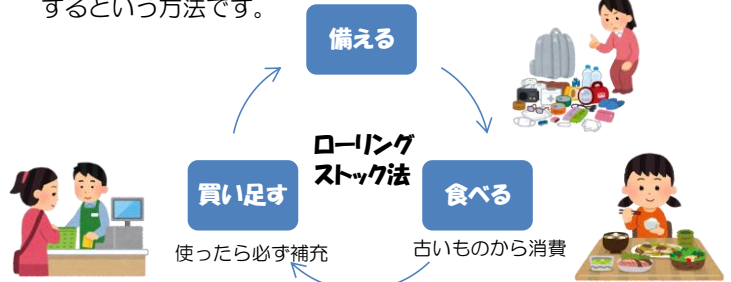 するという方法です。
備える
ローリング
ストック法
買い足す
食べる
使ったら必ず補充
古いものから消費